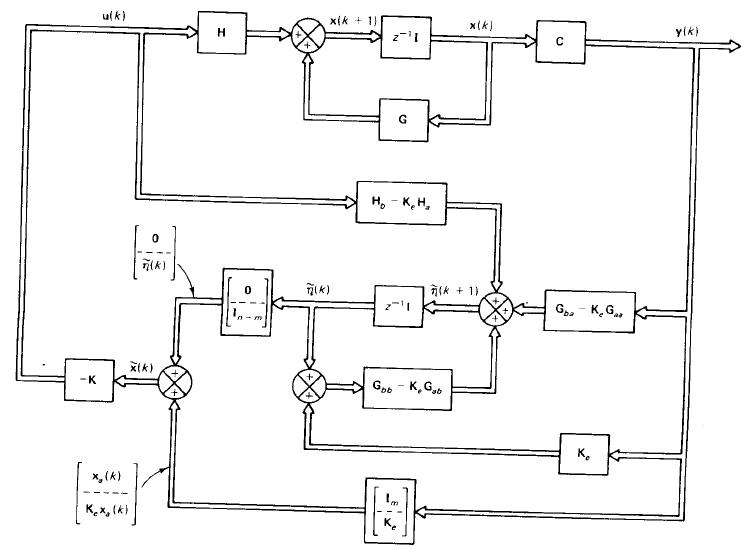 u(k)
H
+
+
x(k + 1)
z⁻¹I
x(k)
C
y(k)
G
H_b − K_e H_a
[0 / η̃(k)]
[0 / I_{n−m}]
η̃(k)
z⁻¹I
η̃(k + 1)
+
+
+
G_ba − K_e G_aa
−K
x̃(k)
+
+
+
+
G_bb − K_e G_ab
K_e
[x_a(k) / K_e x_a(k)]
[I_m / K_e]